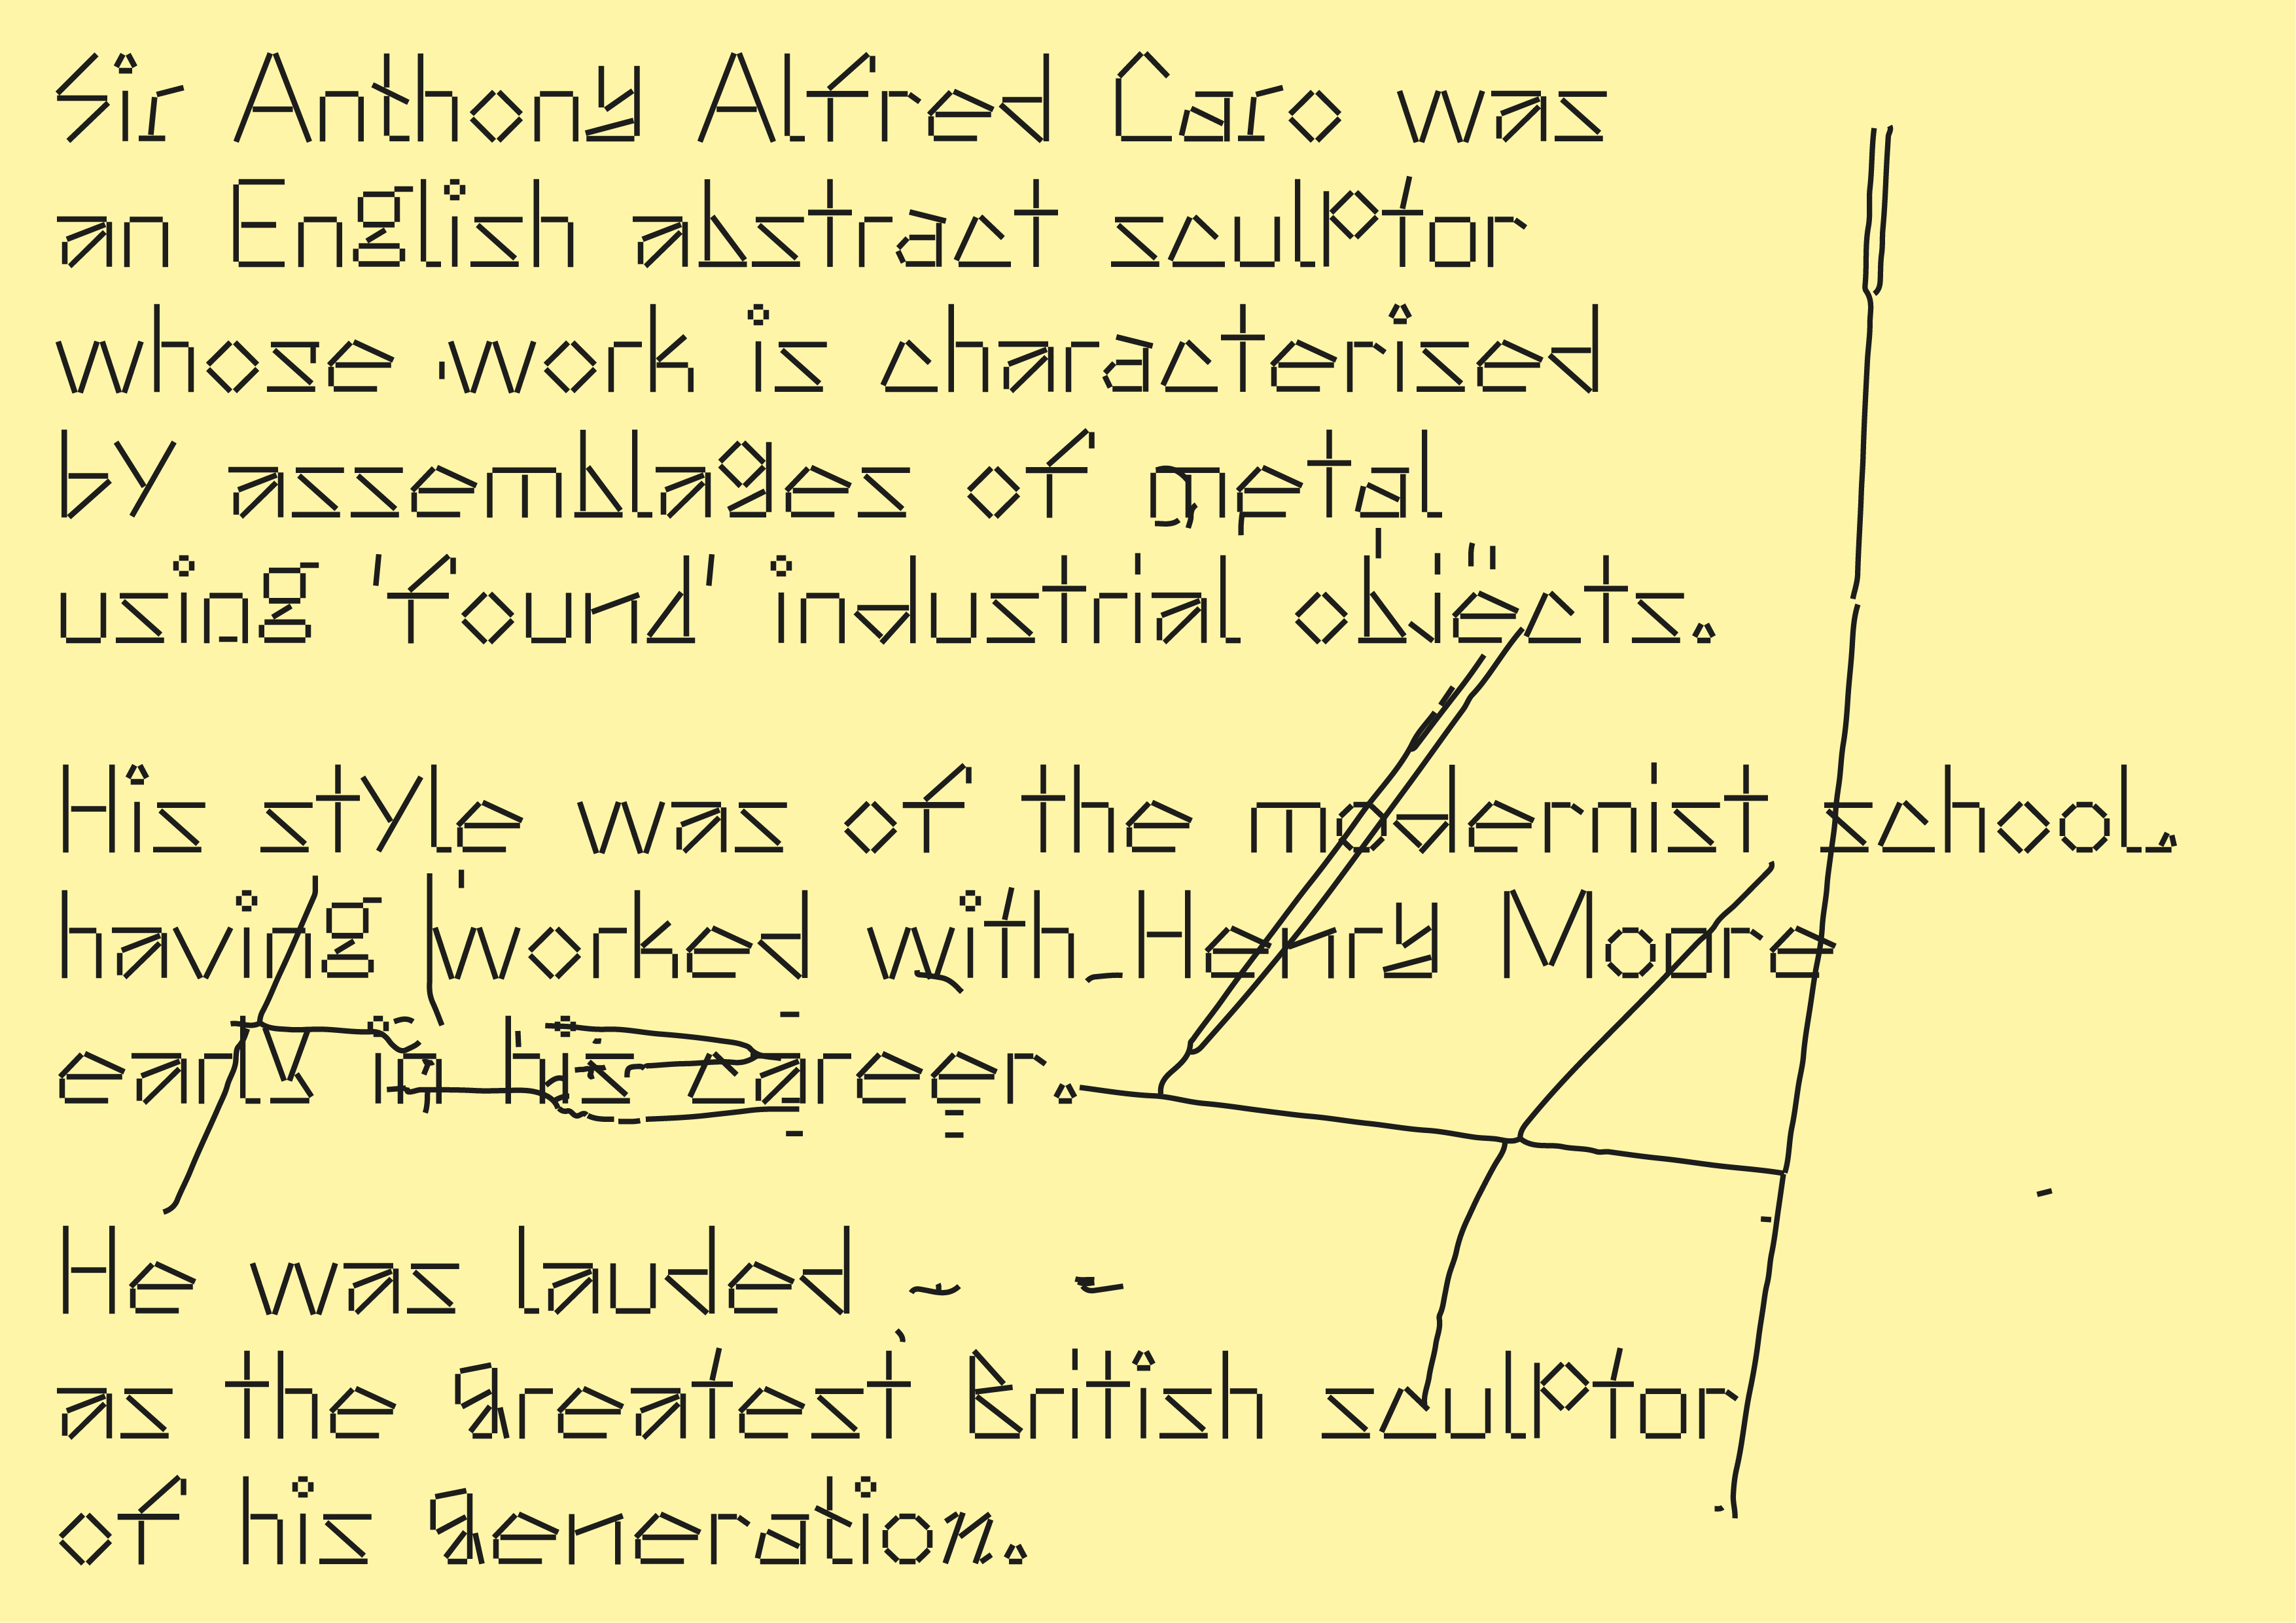 Sir Anthony Alfred Caro was
an English abstract sculptor
whose work is characterised
by assemblages of metal
using 'found' industrial objects.
His style was of the modernist school.
having worked with Henry Moore
early in his career.
He was lauded
as the greatest British sculptor
of his generation.